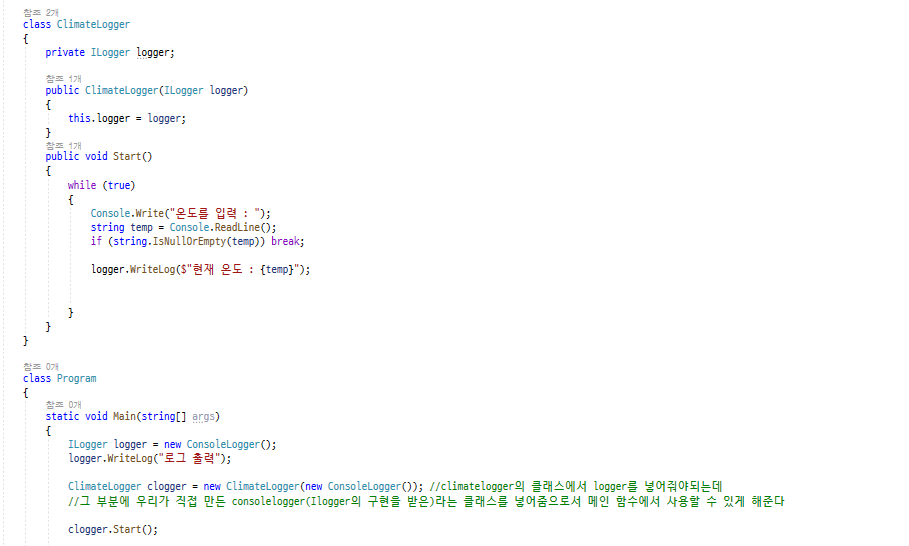 참조 2개
class ClimateLogger
{
private ILogger logger;
참조 1개
public ClimateLogger(ILogger logger)
{
this.logger = logger;
}
참조 1개
public void Start()
{
while (true)
{
Console.Write("온도를 입력 : ");
string temp = Console.ReadLine();
if (string.IsNullOrEmpty(temp)) break;
logger.WriteLog($"현재 온도 : {temp}");
}
}
}
참조 0개
class Program
{
참조 0개
static void Main(string[] args)
{
ILogger logger = new ConsoleLogger();
logger.WriteLog("로그 출력");
ClimateLogger clogger = new ClimateLogger(new ConsoleLogger()); //climatelogger의 클래스에서 logger를 넣어줘야되는데
//그 부분에 우리가 직접 만든 consolelogger(Ilogger의 구현을 받은)라는 클래스를 넣어줌으로서 메인 함수에서 사용할 수 있게 해준다
clogger.Start();